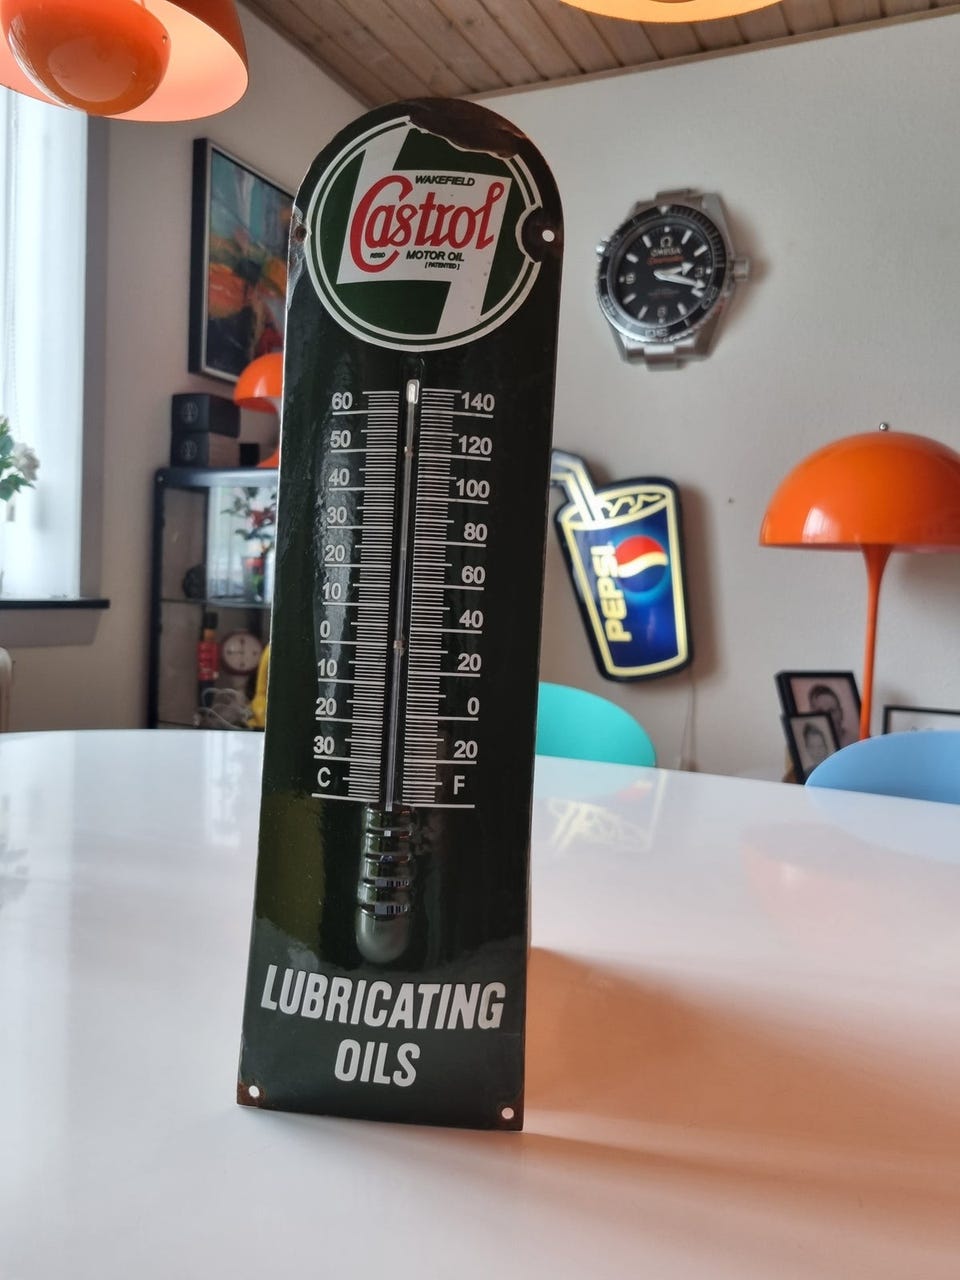 WAKEFIELD
Castrol
REGD MOTOR OIL
[PATENTED]
60 140
50 120
40 100
30 80
20 60
10 40
0 20
10 0
20 20
30
C F
LUBRICATING
OILS
OMEGA
PEPSI